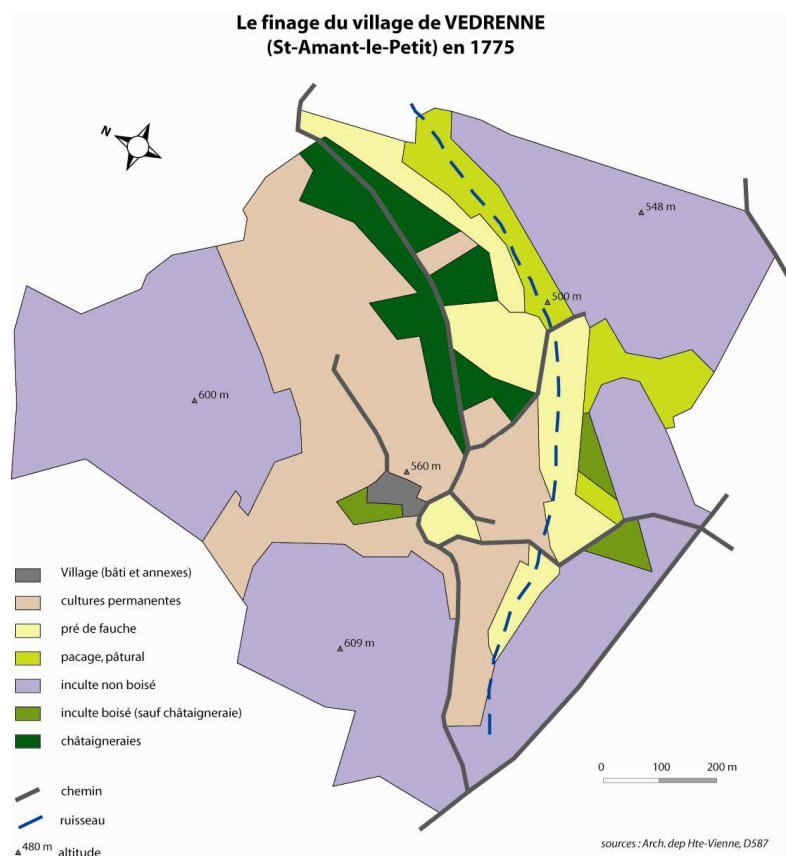 Le finage du village de VEDRENNE
(St-Amant-le-Petit) en 1775
N
548 m
500 m
600 m
560 m
609 m
Village (bâti et annexes)
cultures permanentes
pré de fauche
pacage, pâtural
inculte non boisé
inculte boisé (sauf châtaigneraie)
châtaigneraies
chemin
ruisseau
480 m altitude
0 100 200 m
sources : Arch. dep Hte-Vienne, D587